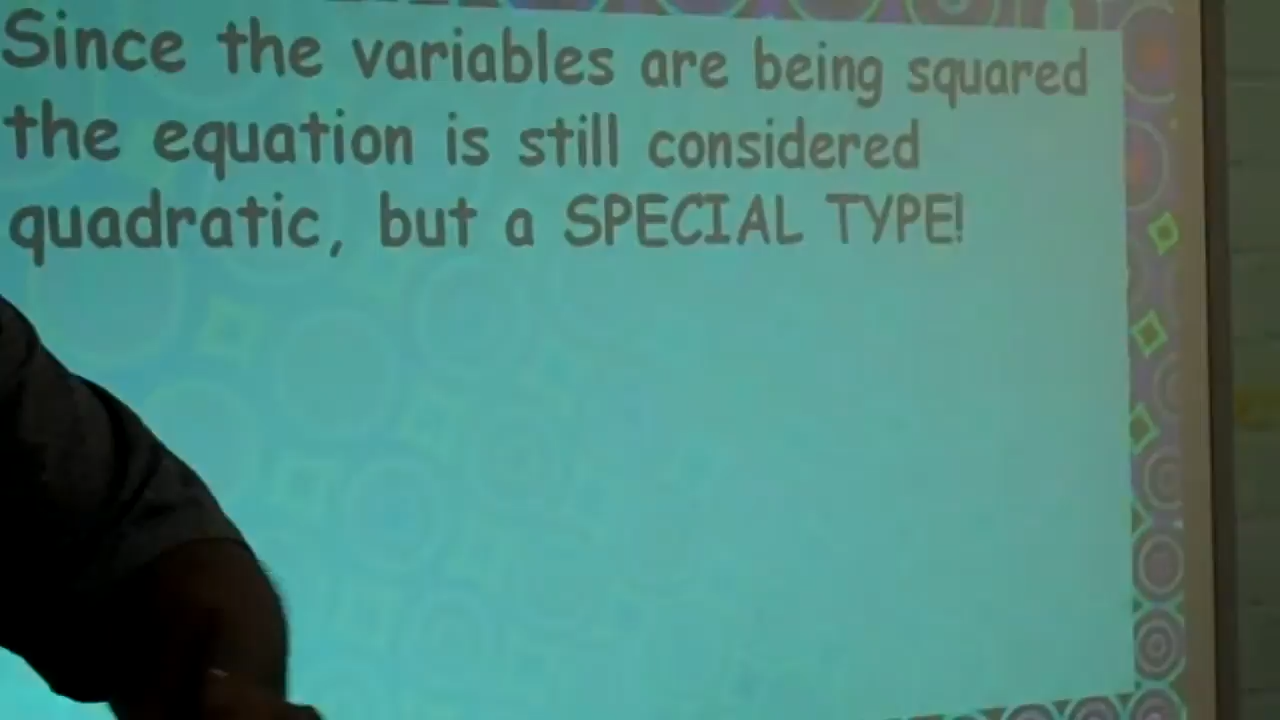 Since the variables are being squared
the equation is still considered
quadratic, but a SPECIAL TYPE!